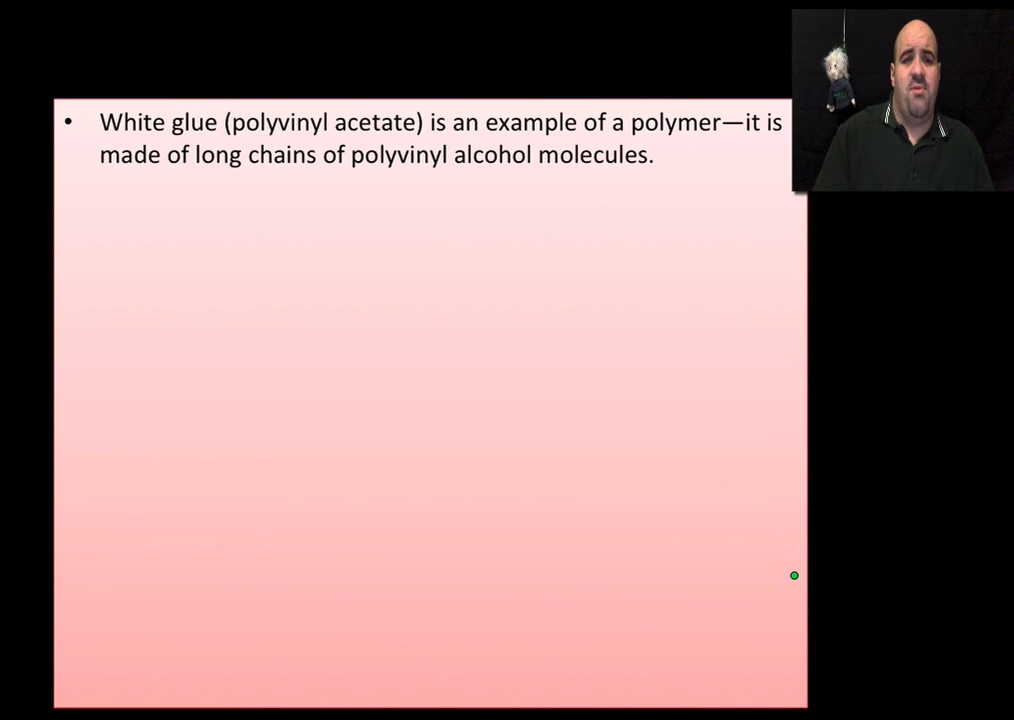 • White glue (polyvinyl acetate) is an example of a polymer—it is
made of long chains of polyvinyl alcohol molecules.